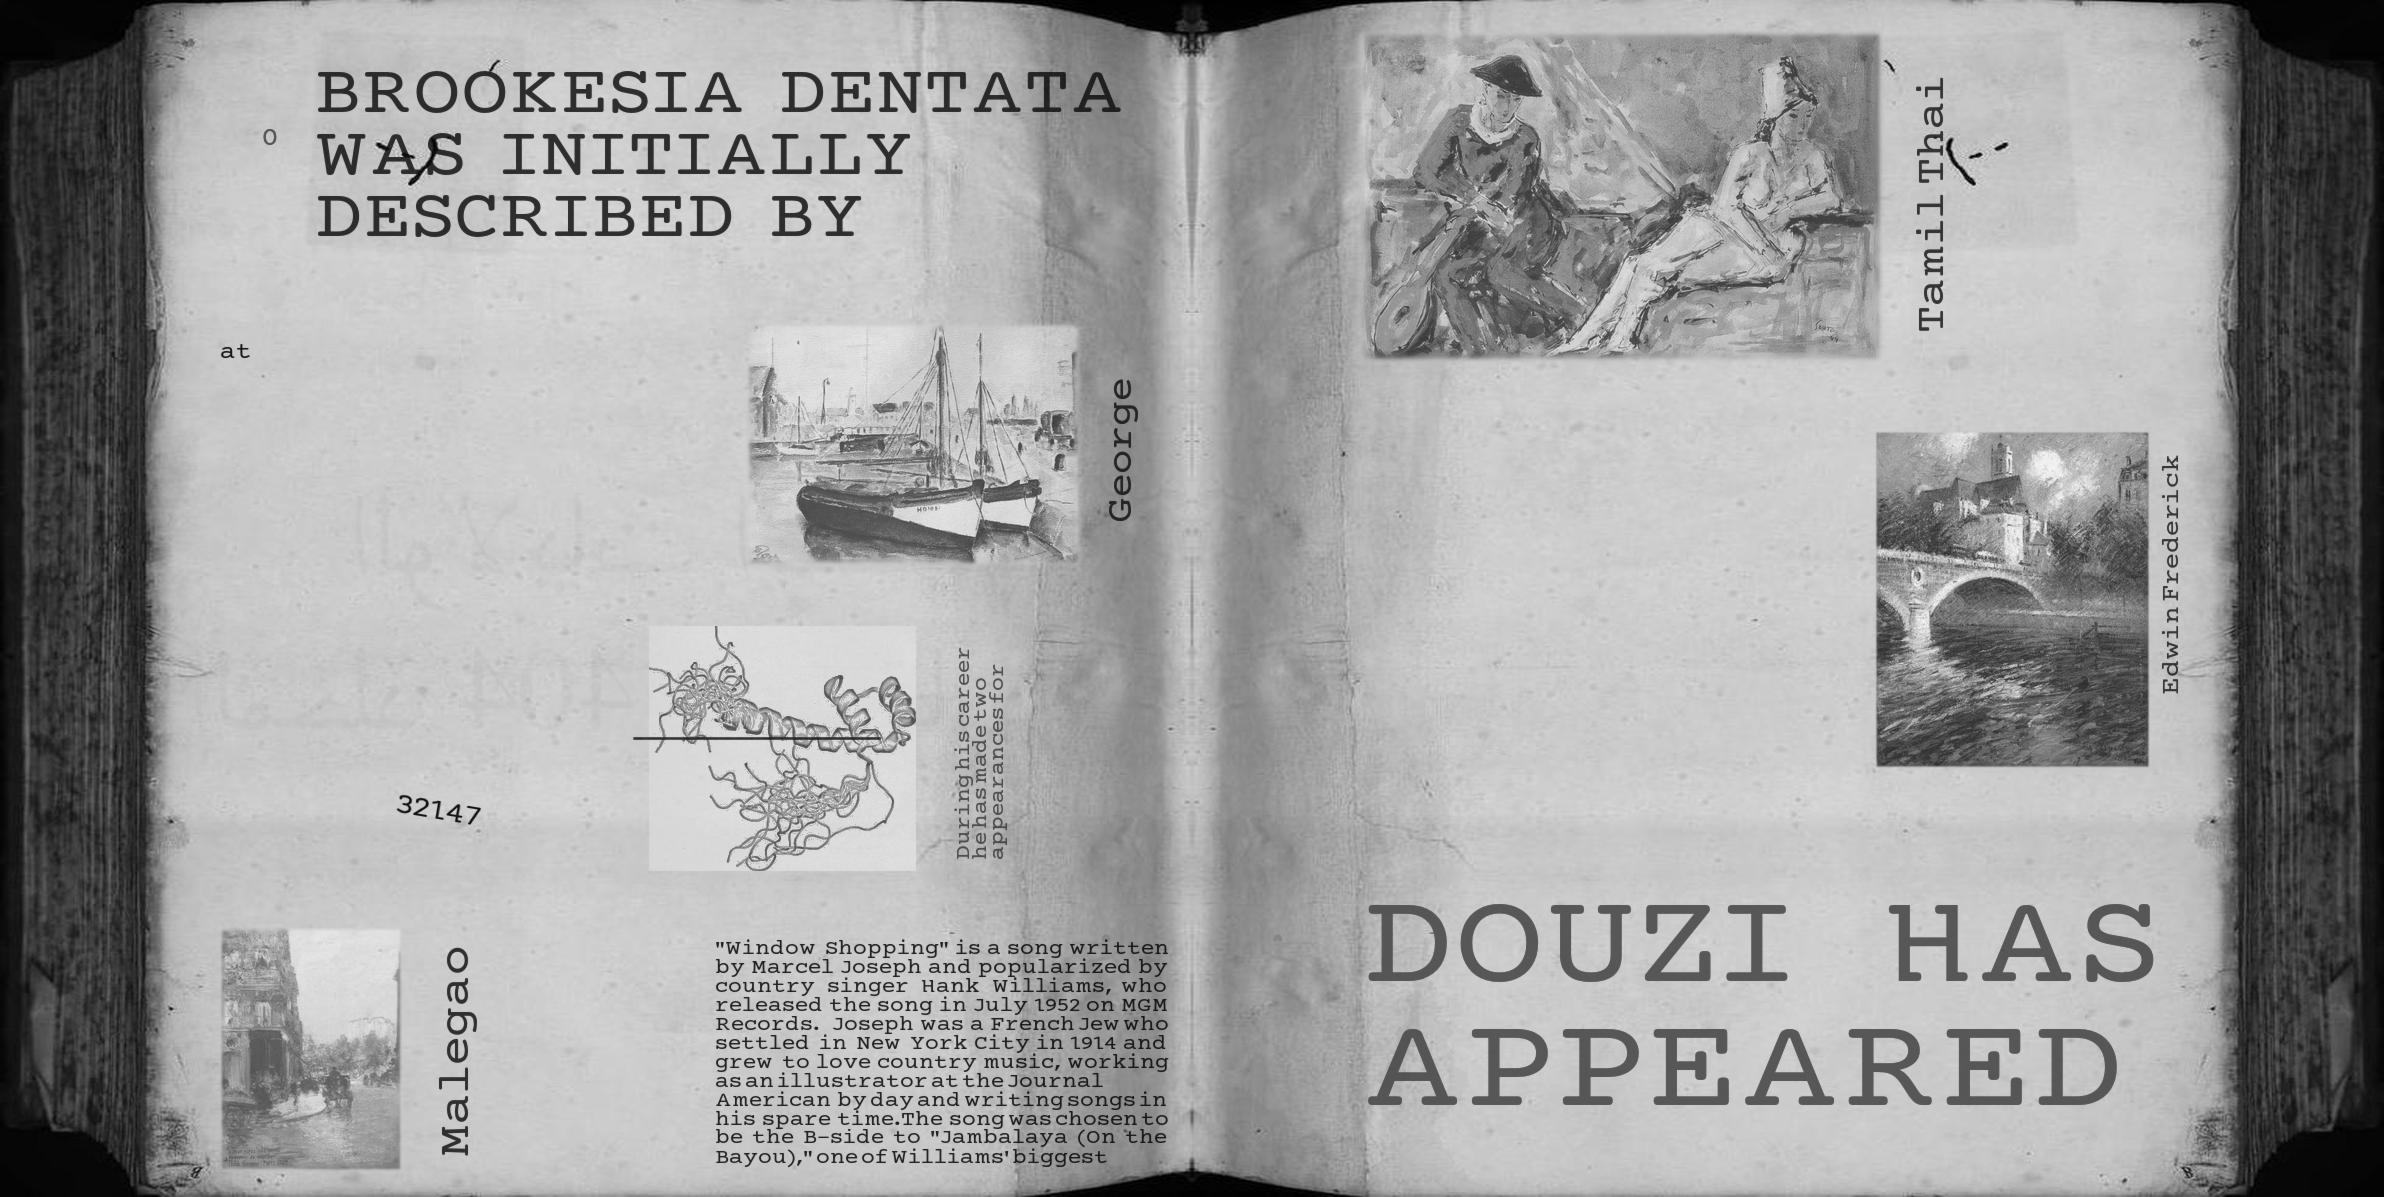 BROOKESIA DENTATA
WAS INITIALLY
DESCRIBED BY
o
at
George
During his career
he has made two
appearances for
32147
Malegao
"Window Shopping" is a song written
by Marcel Joseph and popularized by
country singer Hank Williams, who
released the song in July 1952 on MGM
Records. Joseph was a French Jew who
settled in New York City in 1914 and
grew to love country music, working
as an illustrator at the Journal
American by day and writing songs in
his spare time.The song was chosen to
be the B-side to "Jambalaya (On the
Bayou)," one of Williams' biggest
Tamil Thai
Edwin Frederick
DOUZI HAS
APPEARED